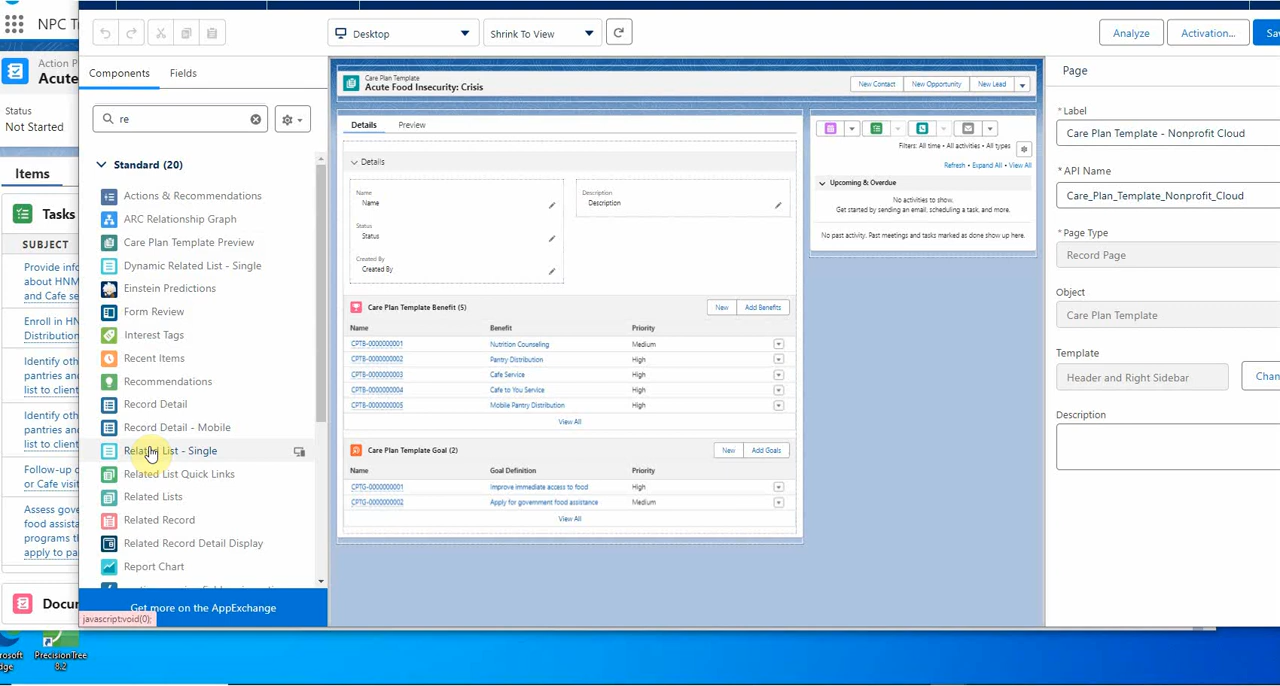 NPC T
Action P
Acute
Status
Not Started
Items
Tasks
SUBJECT
Provide info
about HNM
and Cafe se
Enroll in HN
Distribution
Identify oth
pantries and
list to client
Identify oth
pantries and
list to client
Follow-up c
or Cafe visit
Assess gove
food assista
programs th
apply to pa
Docu
rosoft
dge
PrecisionTree
8.2
Components
Fields
re
Standard (20)
Actions & Recommendations
ARC Relationship Graph
Care Plan Template Preview
Dynamic Related List - Single
Einstein Predictions
Form Review
Interest Tags
Recent Items
Recommendations
Record Detail
Record Detail - Mobile
Related List - Single
Related List Quick Links
Related Lists
Related Record
Related Record Detail Display
Report Chart
Get more on the AppExchange
javascript:void(0);
Desktop
Shrink To View
Analyze
Activation...
Sa
Care Plan Template
Acute Food Insecurity: Crisis
New Contact
New Opportunity
New Lead
Details
Preview
Details
Name
Name
Description
Description
Status
Status
Created By
Created By
Care Plan Template Benefit (5)
New
Add Benefits
Name Benefit Priority
CPTB-0000000001 Nutrition Counseling Medium
CPTB-0000000002 Pantry Distribution High
CPTB-0000000003 Cafe Service High
CPTB-0000000004 Cafe to You Service High
CPTB-0000000005 Mobile Pantry Distribution High
View All
Care Plan Template Goal (2)
New
Add Goals
Name Goal Definition Priority
CPTG-000000001 Improve immediate access to food High
CPTG-000000002 Apply for government food assistance Medium
View All
Filters: All time • All activities • All types
Refresh • Expand All • View All
Upcoming & Overdue
No activities to show.
Get started by sending an email, scheduling a task, and more.
No past activity. Past meetings and tasks marked as done show up here.
Page
*Label
Care Plan Template - Nonprofit Cloud
*API Name
Care_Plan_Template_Nonprofit_Cloud
*Page Type
Record Page
Object
Care Plan Template
Template
Header and Right Sidebar
Chan
Description